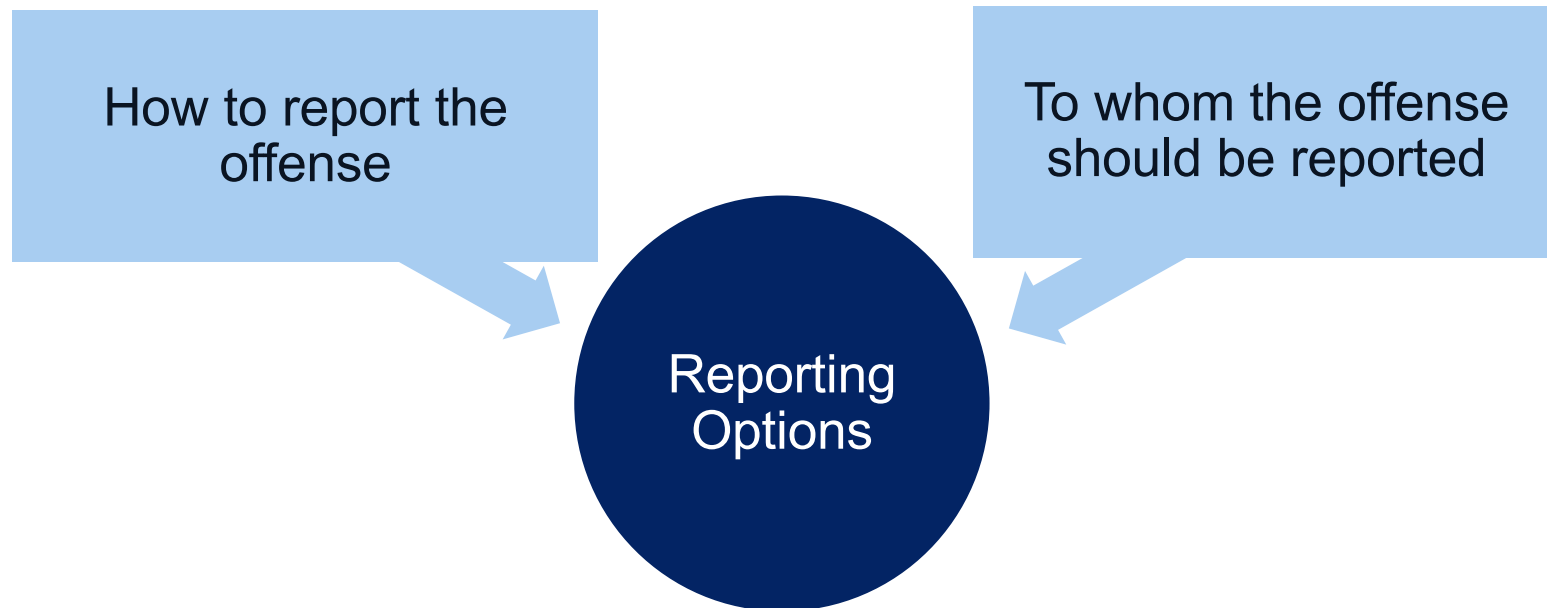 How to report the
offense
To whom the offense
should be reported
Reporting
Options